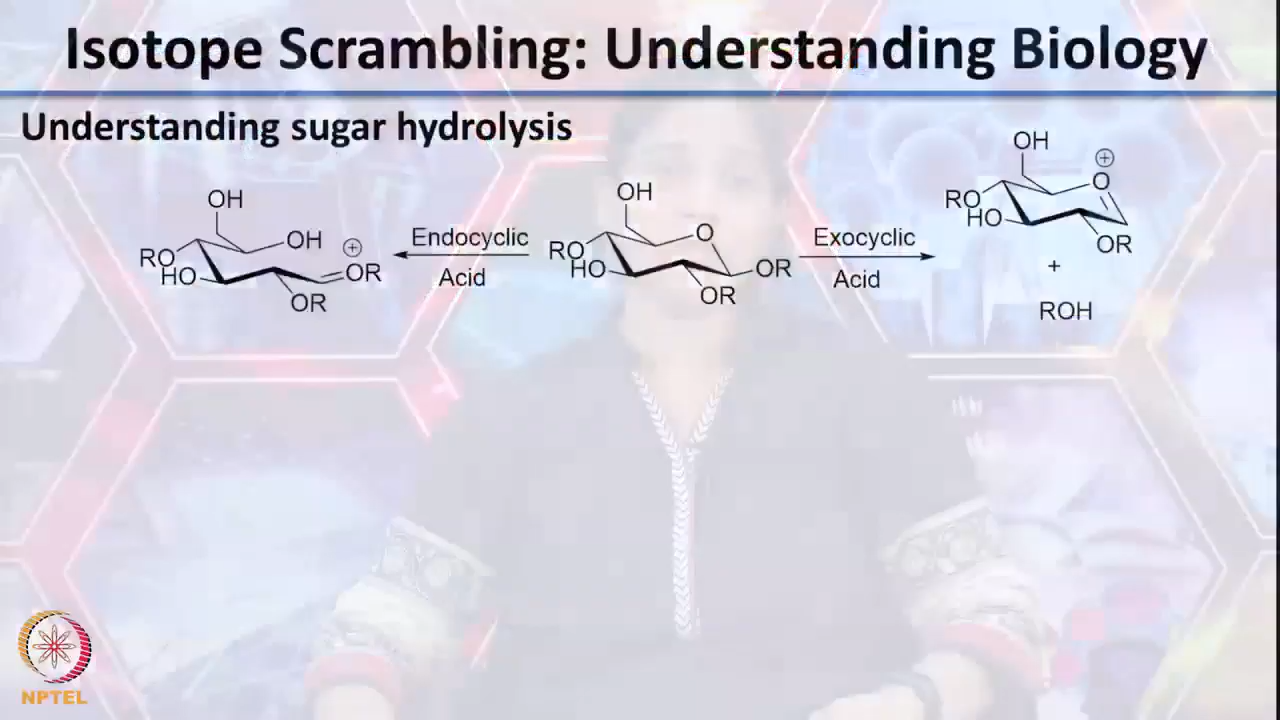 Isotope Scrambling: Understanding Biology
Understanding sugar hydrolysis
OH
RO
HO
OH
⊕
OR
OR
Endocyclic
Acid
OH
RO
HO
O
OR
OR
Exocyclic
Acid
OH
⊕
RO
HO
O
OR
+
ROH
NPTEL